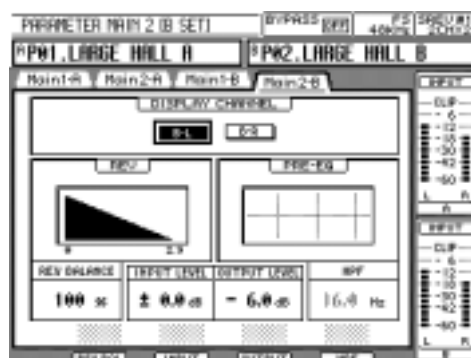 PARAMETER MAIN 2 [B SET]
BYPASS OFF
FS 48kHz
A P01.LARGE HALL A
B P02.LARGE HALL B
Main1-A Main2-A Main1-B Main2-B
DISPLAY CHANNEL
B-L B-R
REV
PRE-EQ
0 2.9
REV BALANCE INPUT LEVEL OUTPUT LEVEL HPF
100 % ± 0.0 dB - 6.0 dB 16.0 Hz
INPUT
CLIP
- 6
-12
-18
-30
-42
-60
L R
A
INPUT
CLIP
- 6
-12
-18
-30
-42
-60
L R